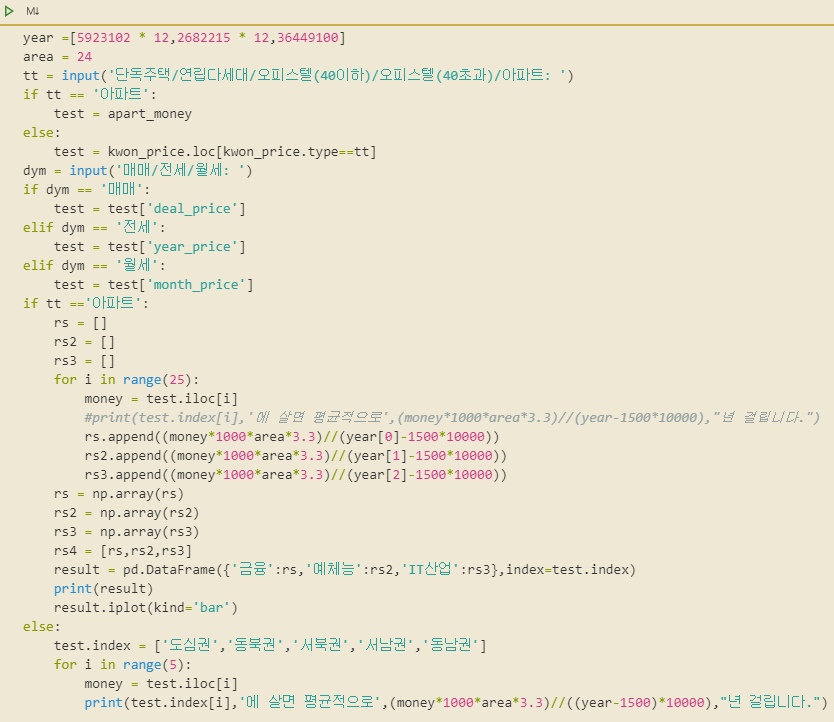 M↓
year =[5923102 * 12,2682215 * 12,36449100]
area = 24
tt = input('단독주택/연립다세대/오피스텔(40이하)/오피스텔(40초과)/아파트: ')
if tt == '아파트':
    test = apart_money
else:
    test = kwon_price.loc[kwon_price.type==tt]
dym = input('매매/전세/월세: ')
if dym == '매매':
    test = test['deal_price']
elif dym == '전세':
    test = test['year_price']
elif dym == '월세':
    test = test['month_price']
if tt =='아파트':
    rs = []
    rs2 = []
    rs3 = []
    for i in range(25):
        money = test.iloc[i]
        #print(test.index[i],'에 살면 평균적으로',(money*1000*area*3.3)//(year-1500*10000),"년 걸립니다.")
        rs.append((money*1000*area*3.3)//(year[0]-1500*10000))
        rs2.append((money*1000*area*3.3)//(year[1]-1500*10000))
        rs3.append((money*1000*area*3.3)//(year[2]-1500*10000))
    rs = np.array(rs)
    rs2 = np.array(rs2)
    rs3 = np.array(rs3)
    rs4 = [rs,rs2,rs3]
    result = pd.DataFrame({'금융':rs,'예체능':rs2,'IT산업':rs3},index=test.index)
    print(result)
    result.iplot(kind='bar')
else:
    test.index = ['도심권','동북권','서북권','서남권','동남권']
    for i in range(5):
        money = test.iloc[i]
        print(test.index[i],'에 살면 평균적으로',(money*1000*area*3.3)//((year-1500)*10000),"년 걸립니다.")